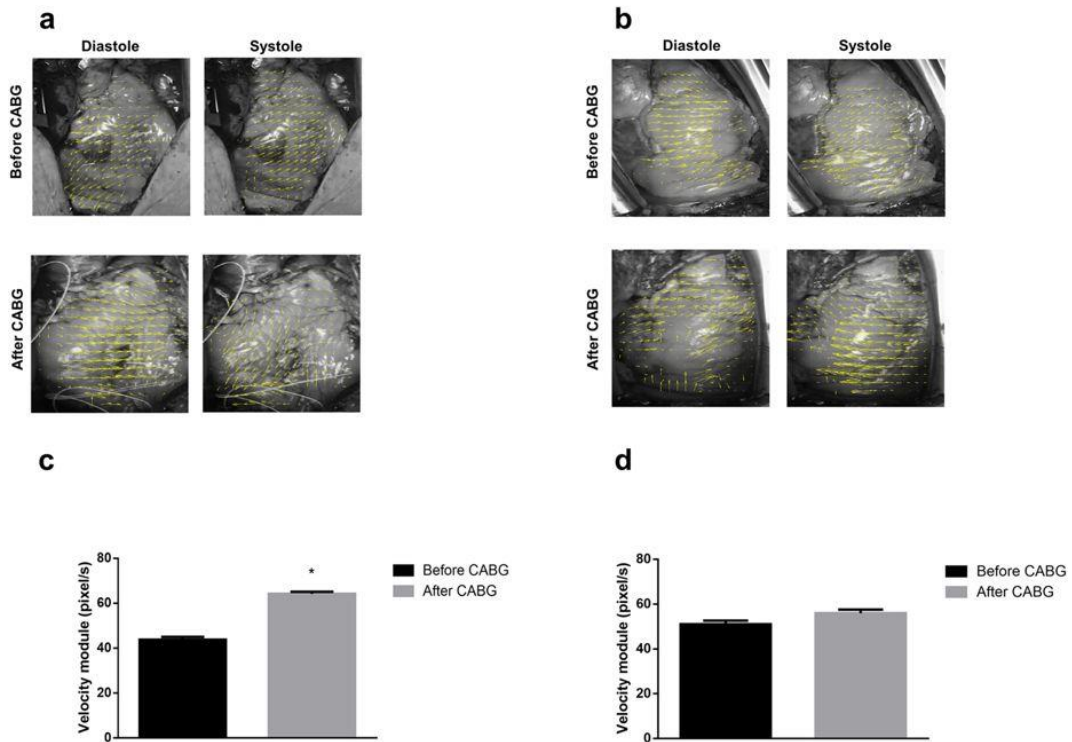 a
Diastole
Systole
Before CABG
After CABG
b
Diastole
Systole
Before CABG
After CABG
c
80
60
40
20
0
Velocity module (pixel/s)
*
Before CABG
After CABG
d
80
60
40
20
0
Velocity module (pixel/s)
Before CABG
After CABG